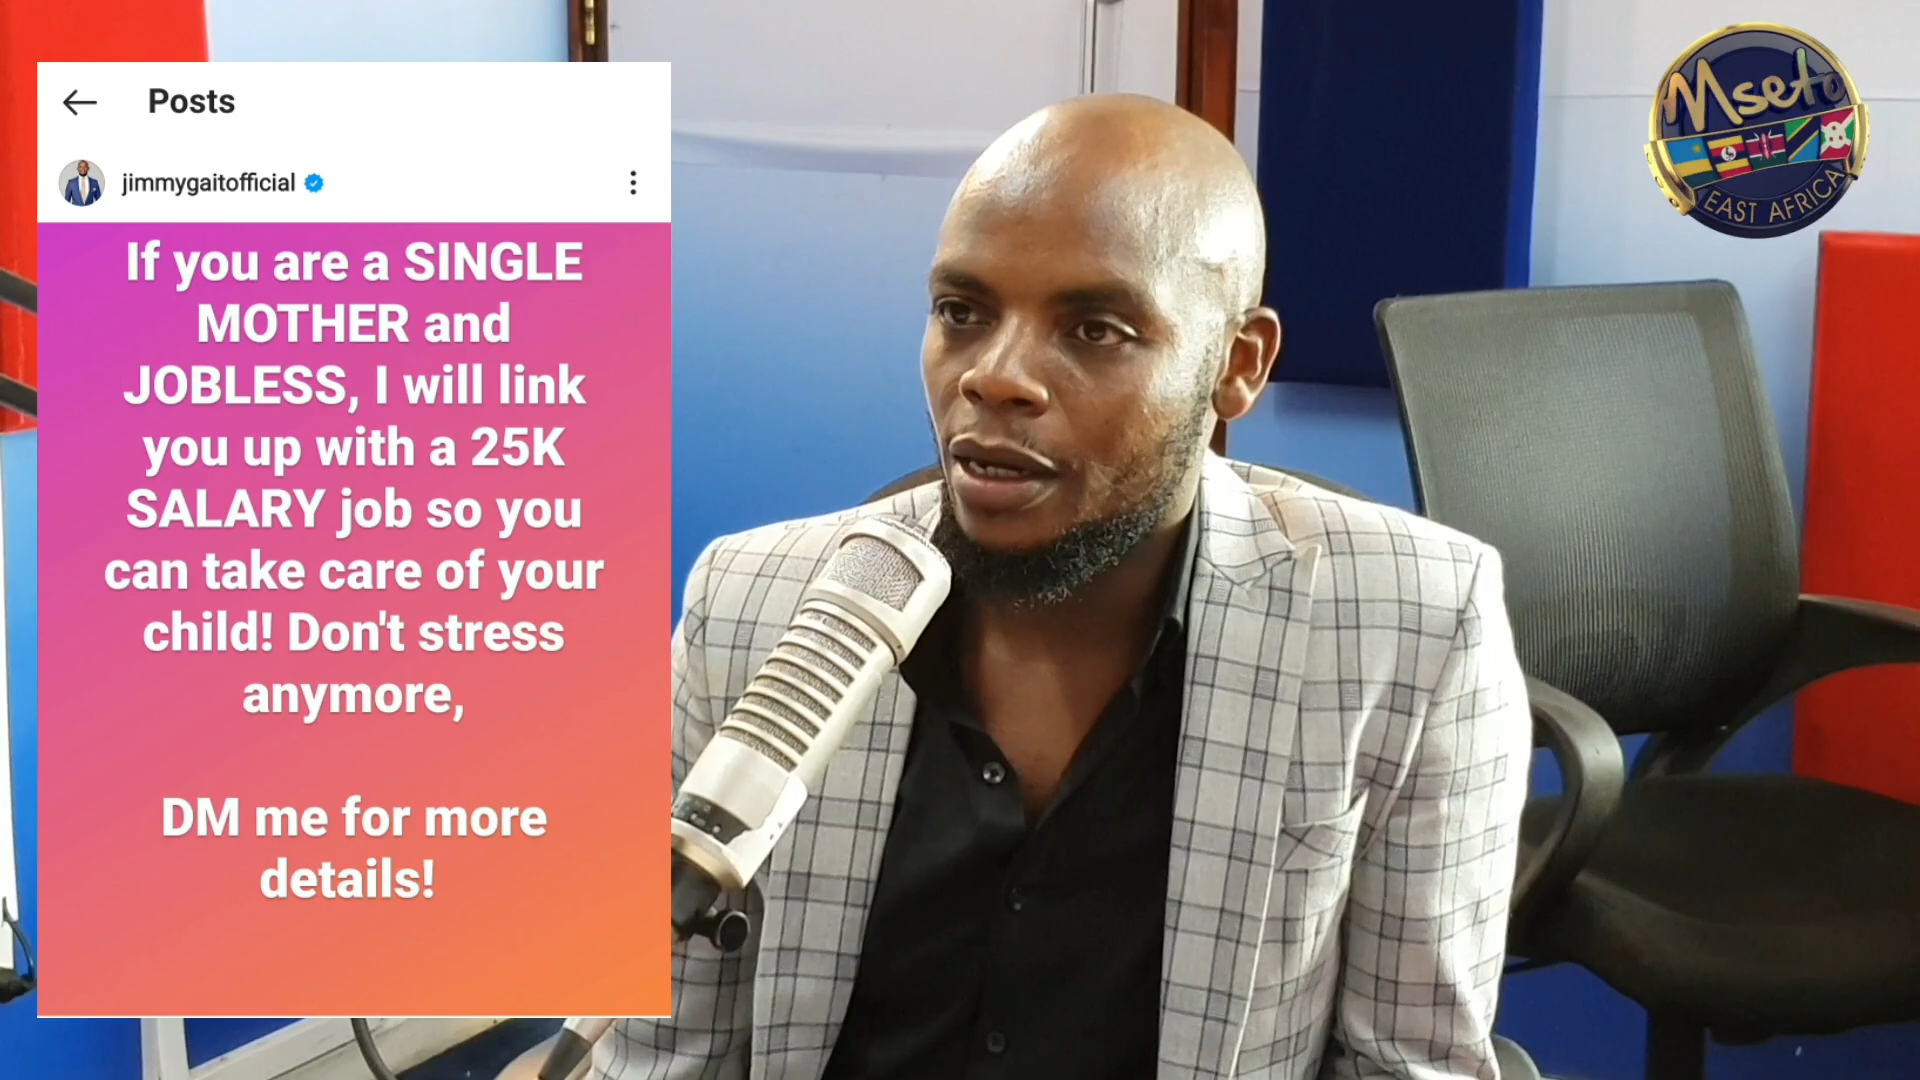 Posts
jimmygaitofficial
If you are a SINGLE
MOTHER and
JOBLESS, I will link
you up with a 25K
SALARY job so you
can take care of your
child! Don't stress
anymore,
DM me for more
details!
Mseto
EAST AFRICA